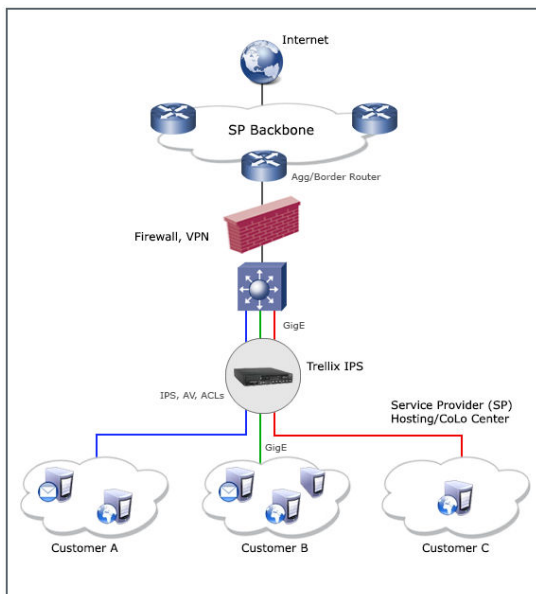 Internet
SP Backbone
Agg/Border Router
Firewall, VPN
GigE
Trellix IPS
IPS, AV, ACLs
Service Provider (SP)
Hosting/CoLo Center
GigE
Customer A
Customer B
Customer C